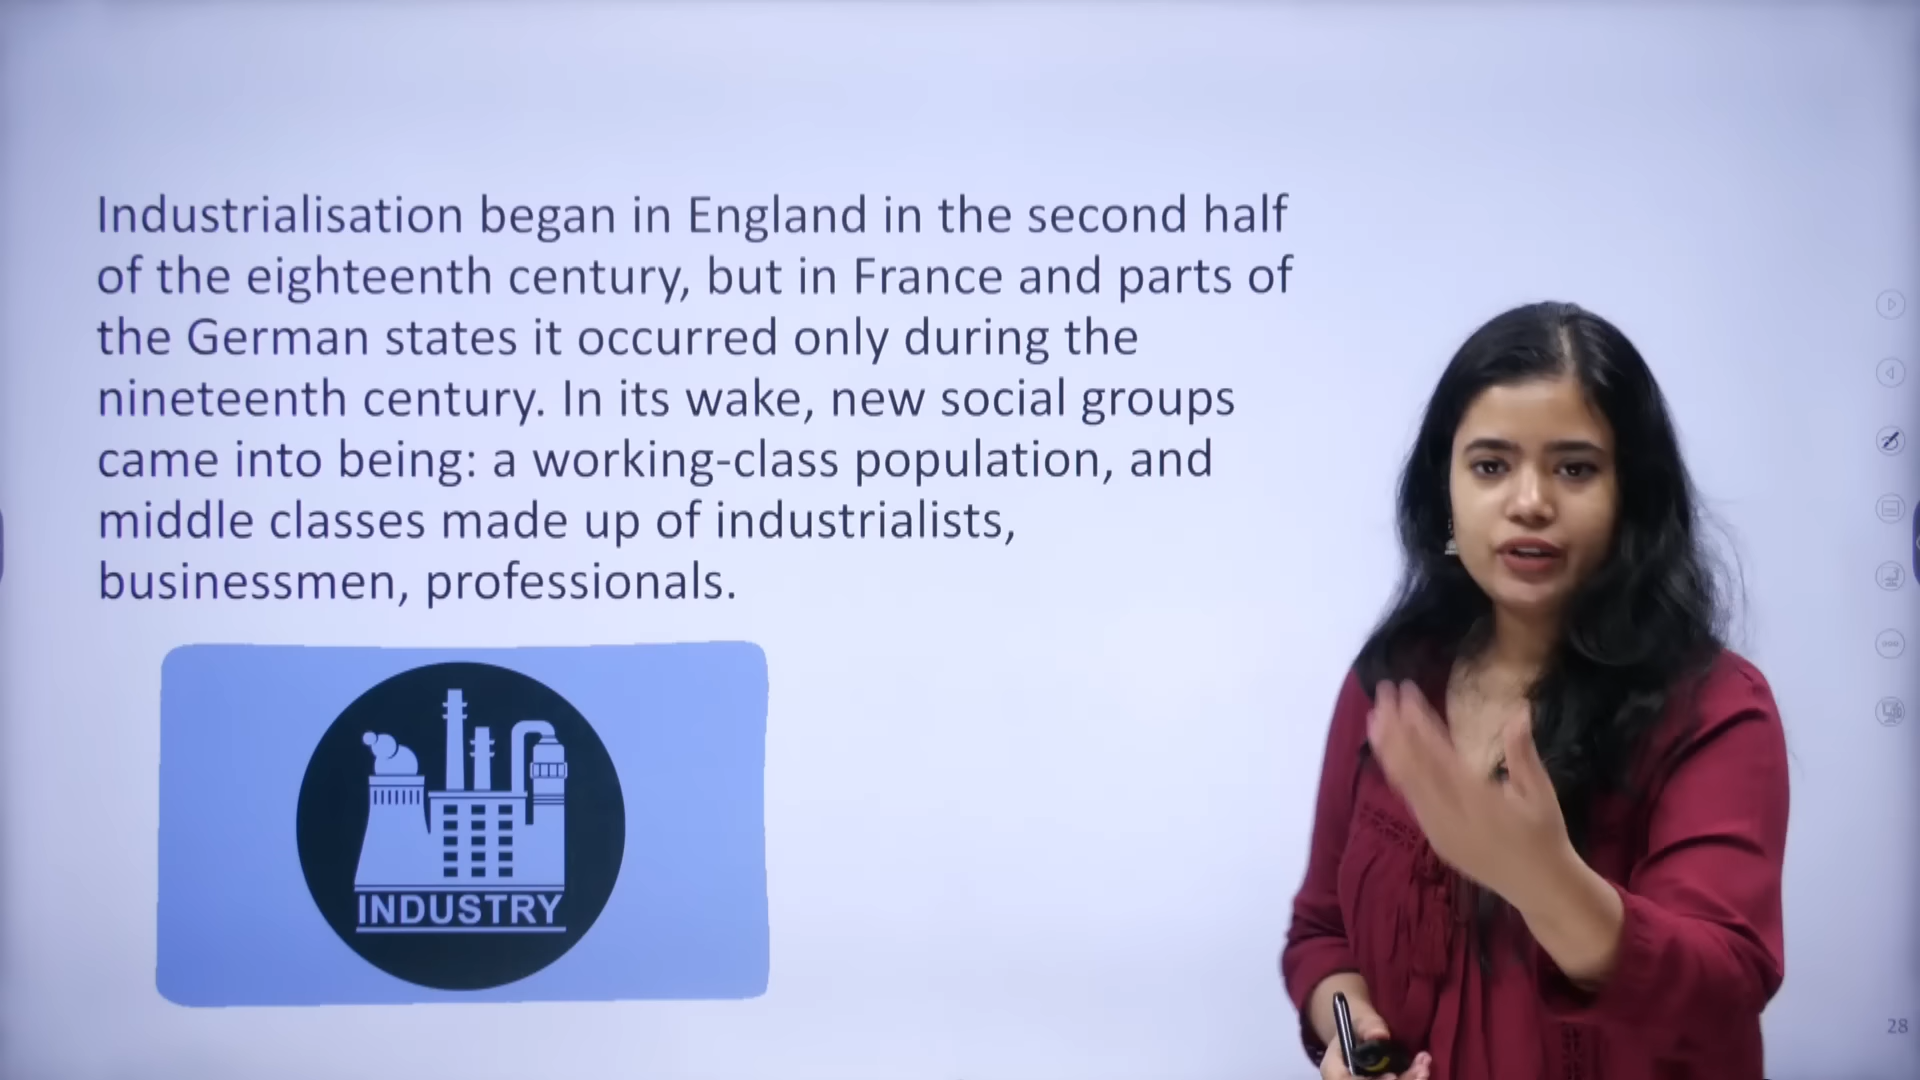 Industrialisation began in England in the second half
of the eighteenth century, but in France and parts of
the German states it occurred only during the
nineteenth century. In its wake, new social groups
came into being: a working-class population, and
middle classes made up of industrialists,
businessmen, professionals.
INDUSTRY
28